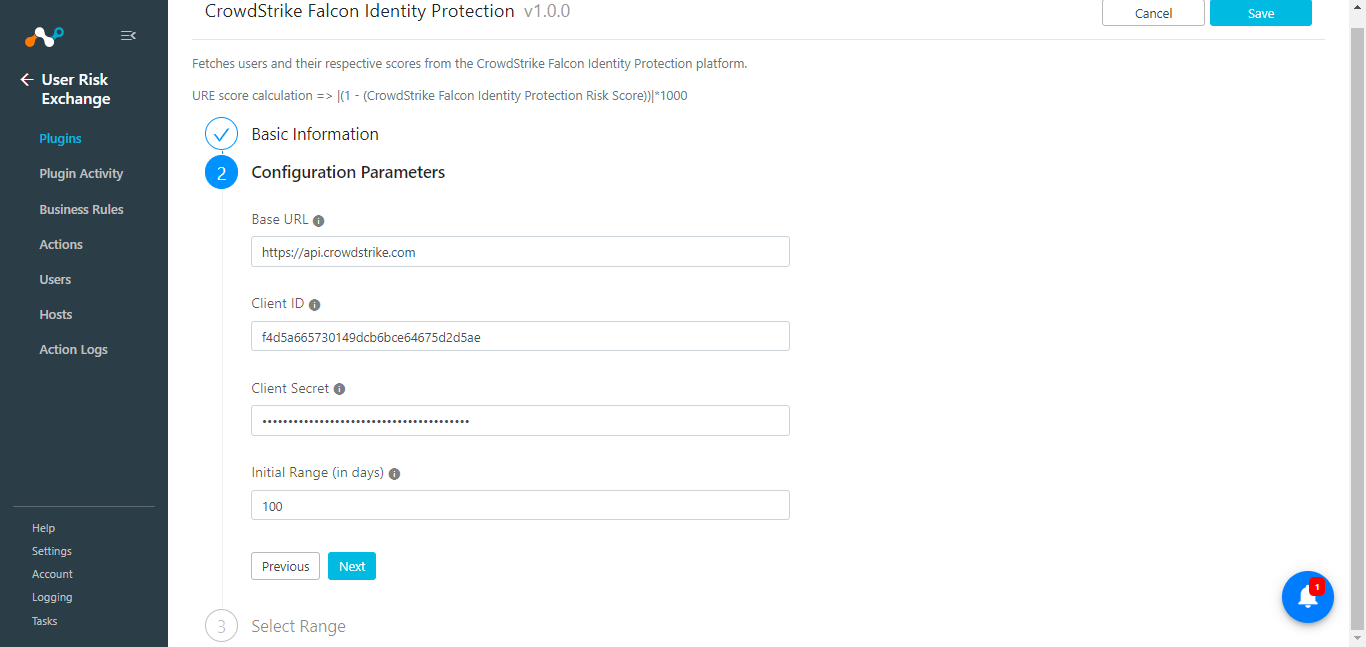 CrowdStrike Falcon Identity Protection v1.0.0
Cancel
Save
User Risk
Exchange
Fetches users and their respective scores from the CrowdStrike Falcon Identity Protection platform.
URE score calculation => |(1 - (CrowdStrike Falcon Identity Protection Risk Score))|*1000
Plugins
Plugin Activity
Business Rules
Actions
Users
Hosts
Action Logs
Help
Settings
Account
Logging
Tasks
Basic Information
2
Configuration Parameters
Base URL
https://api.crowdstrike.com
Client ID
f4d5a665730149dcb6bce64675d2d5ae
Client Secret
••••••••••••••••••••••••••••••••••••••••
Initial Range (in days)
100
Previous
Next
3
Select Range
1